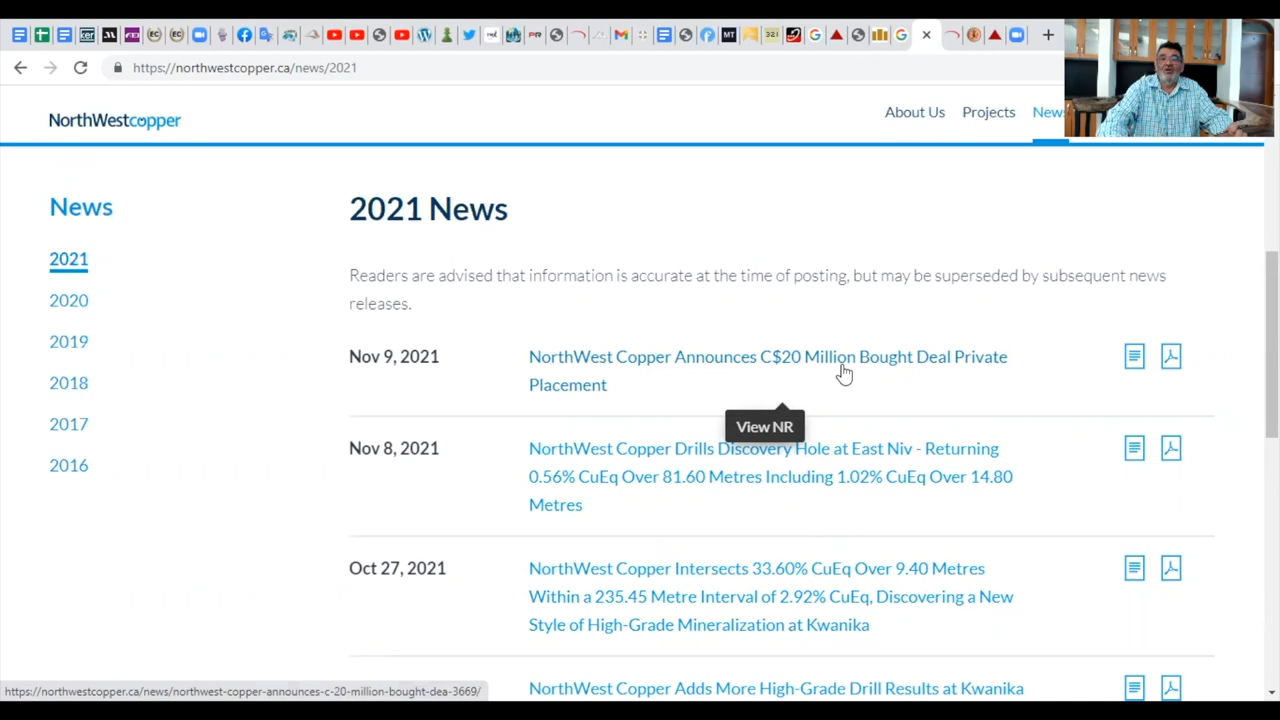 https://northwestcopper.ca/news/2021
NorthWestcopper
About Us Projects News
News
2021 News
2021
2020
2019
2018
2017
2016
Readers are advised that information is accurate at the time of posting, but may be superseded by subsequent news
releases.
Nov 9, 2021
NorthWest Copper Announces C$20 Million Bought Deal Private
Placement
View NR
Nov 8, 2021
NorthWest Copper Drills Discovery Hole at East Niv - Returning
0.56% CuEq Over 81.60 Metres Including 1.02% CuEq Over 14.80
Metres
Oct 27, 2021
NorthWest Copper Intersects 33.60% CuEq Over 9.40 Metres
Within a 235.45 Metre Interval of 2.92% CuEq, Discovering a New
Style of High-Grade Mineralization at Kwanika
NorthWest Copper Adds More High-Grade Drill Results at Kwanika
https://northwestcopper.ca/news/northwest-copper-announces-c-20-million-bought-dea-3669/